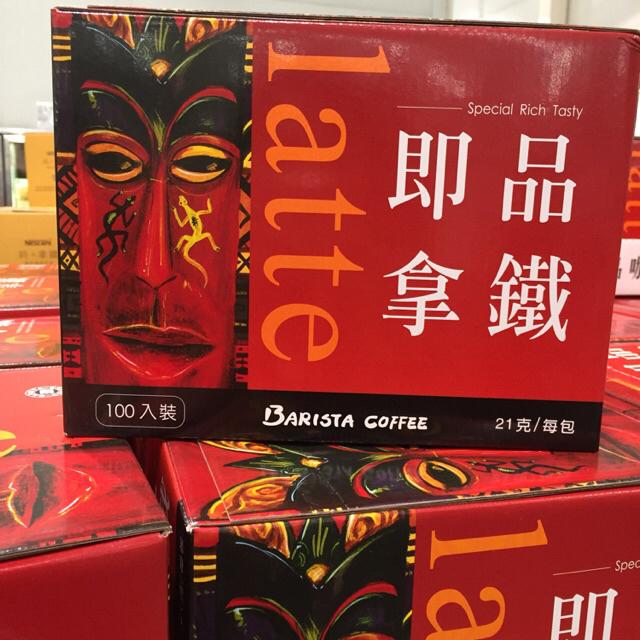 latte
Special Rich Tasty
即品
拿鐵
100入裝
BARISTA COFFEE
21克/每包
NESCAFÉ
即